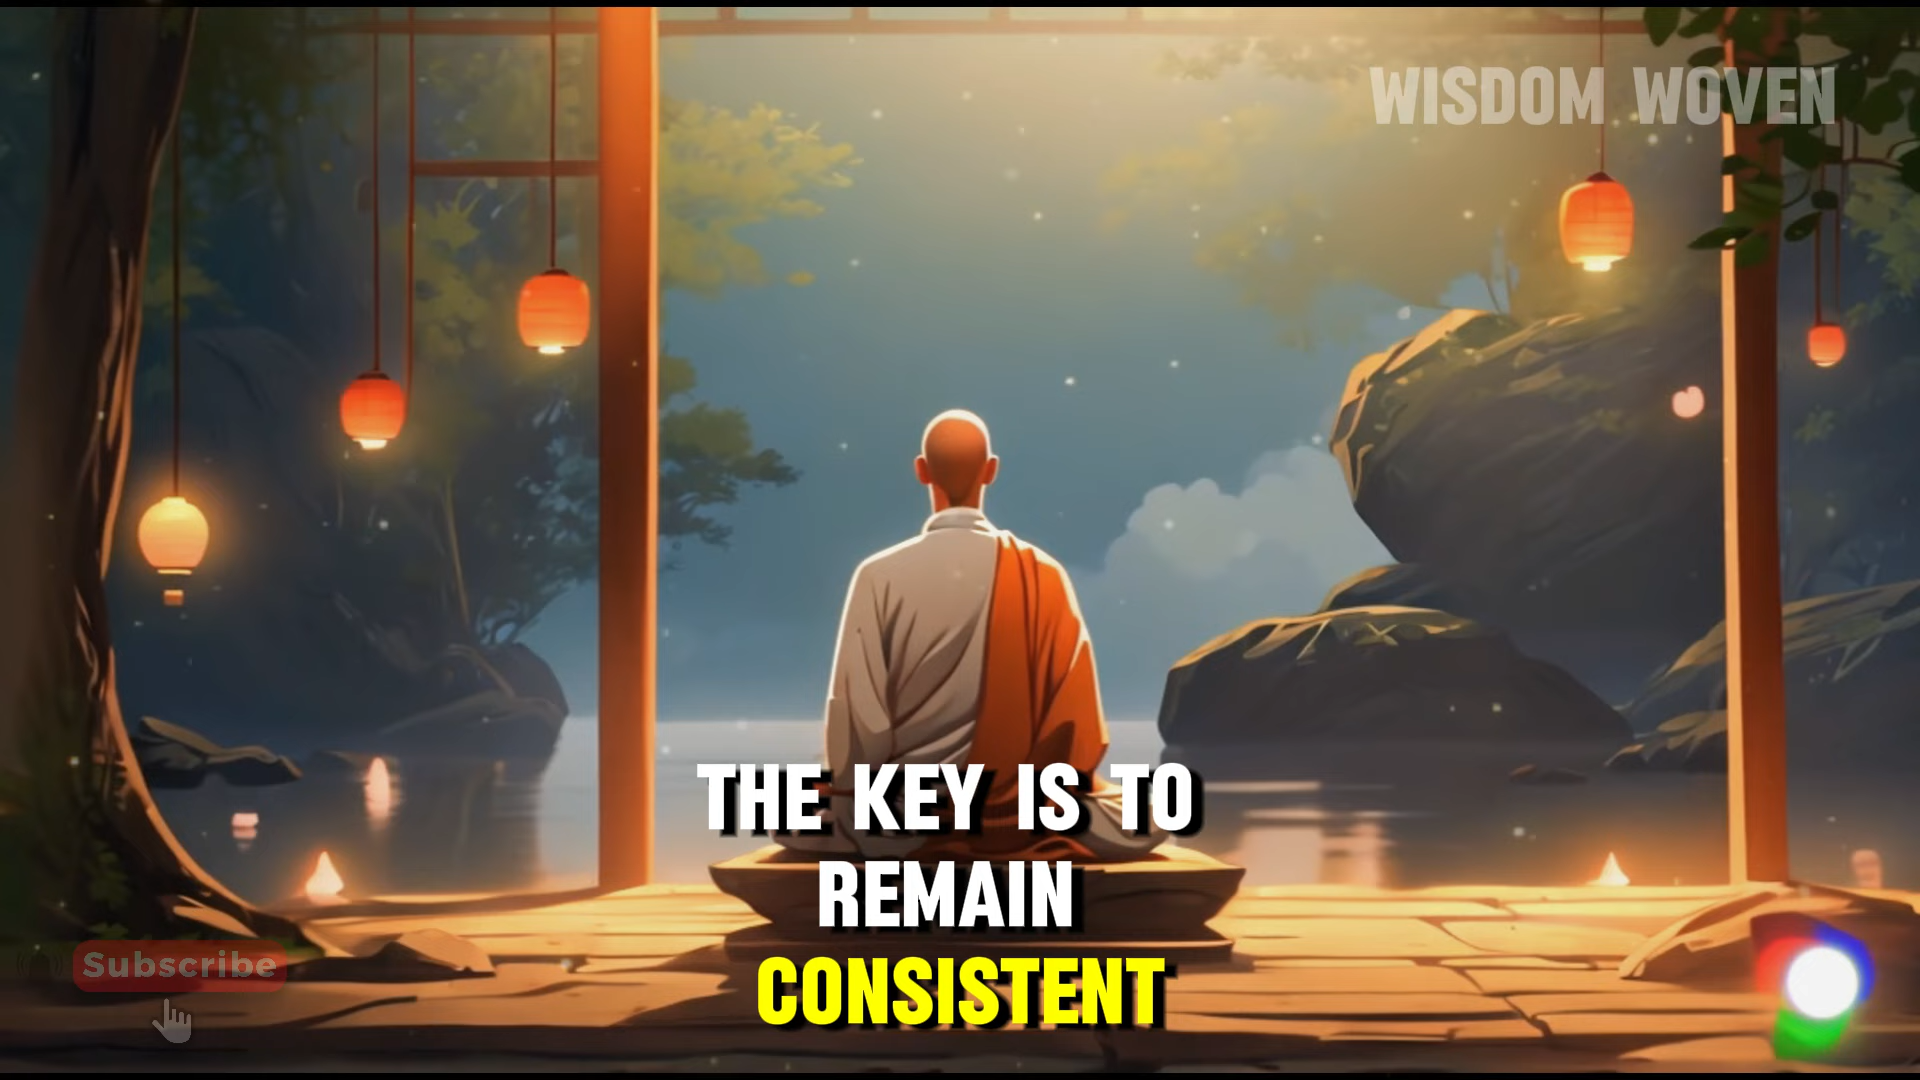 WISDOM WOVEN
THE KEY IS TO
REMAIN
CONSISTENT
Subscribe